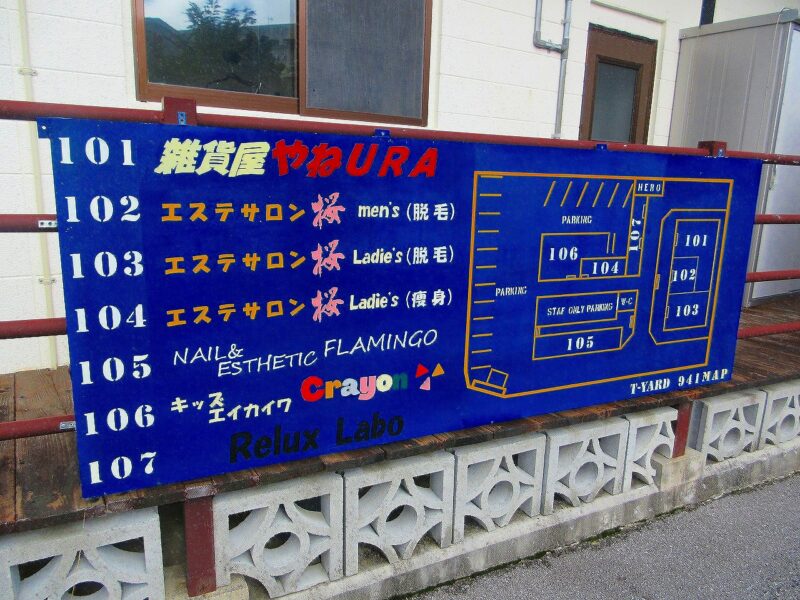 101 雑貨屋やねURA
102 エステサロン桜 men's (脱毛)
103 エステサロン桜 Ladie's (脱毛)
104 エステサロン桜 Ladie's (痩身)
105 NAIL& ESTHETIC FLAMINGO
106 キッズ エイカイワ Crayon
107 Relux Labo
HERO
PARKING
107
106
104
101
102
103
PARKING
STAF ONLY PARKING
W-C
105
T-YARD 941MAP